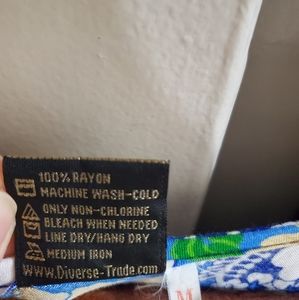 100% RAYON
MACHINE WASH-COLD
ONLY NON-CHLORINE
BLEACH WHEN NEEDED
LINE DRY/HANG DRY
MEDIUM IRON
www.Diverse-Trade.com
M